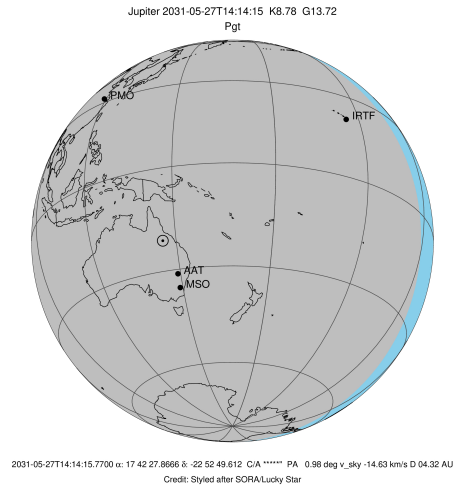 Jupiter 2031-05-27T14:14:15 K8.78 G13.72
Pgt
PMO
IRTF
AAT
MSO
2031-05-27T14:14:15.7700 α: 17 42 27.8666 δ: -22 52 49.612 C/A *****" PA 0.98 deg v_sky -14.63 km/s D 04.32 AU
Credit: Styled after SORA/Lucky Star